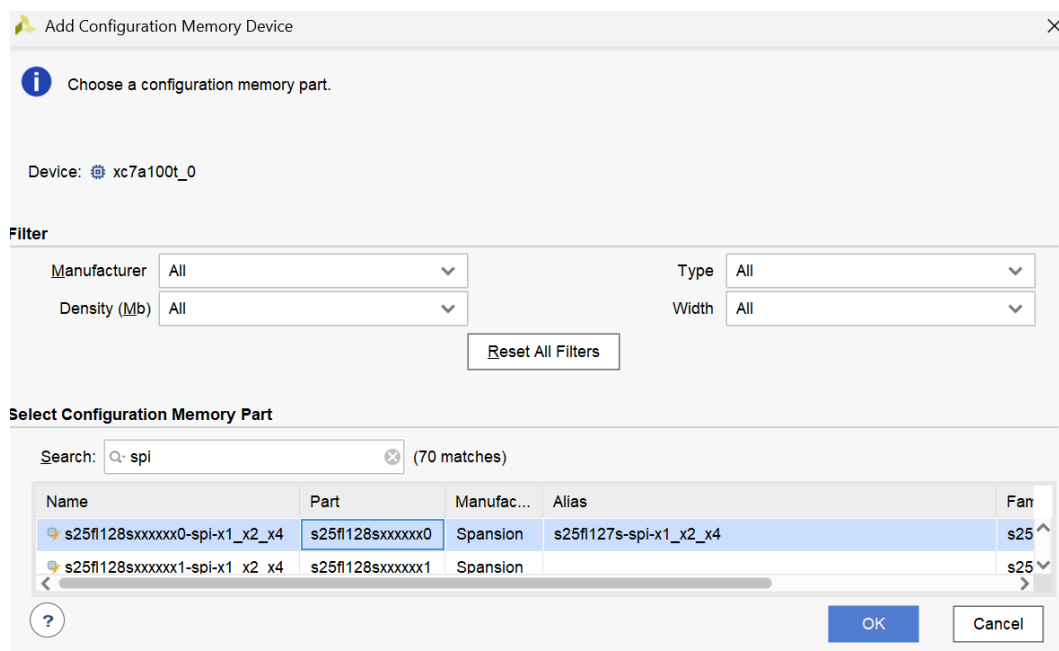 Add Configuration Memory Device
i Choose a configuration memory part.
Device: xc7a100t_0
Filter
Manufacturer All Type All
Density (Mb) All Width All
Reset All Filters
Select Configuration Memory Part
Search: spi (70 matches)
Name Part Manufac... Alias Fam
s25fl128sxxxxxx0-spi-x1_x2_x4 s25fl128sxxxxxx0 Spansion s25fl127s-spi-x1_x2_x4 s25
s25fl128sxxxxxx1-spi-x1_x2_x4 s25fl128sxxxxxx1 Spansion s25
? OK Cancel